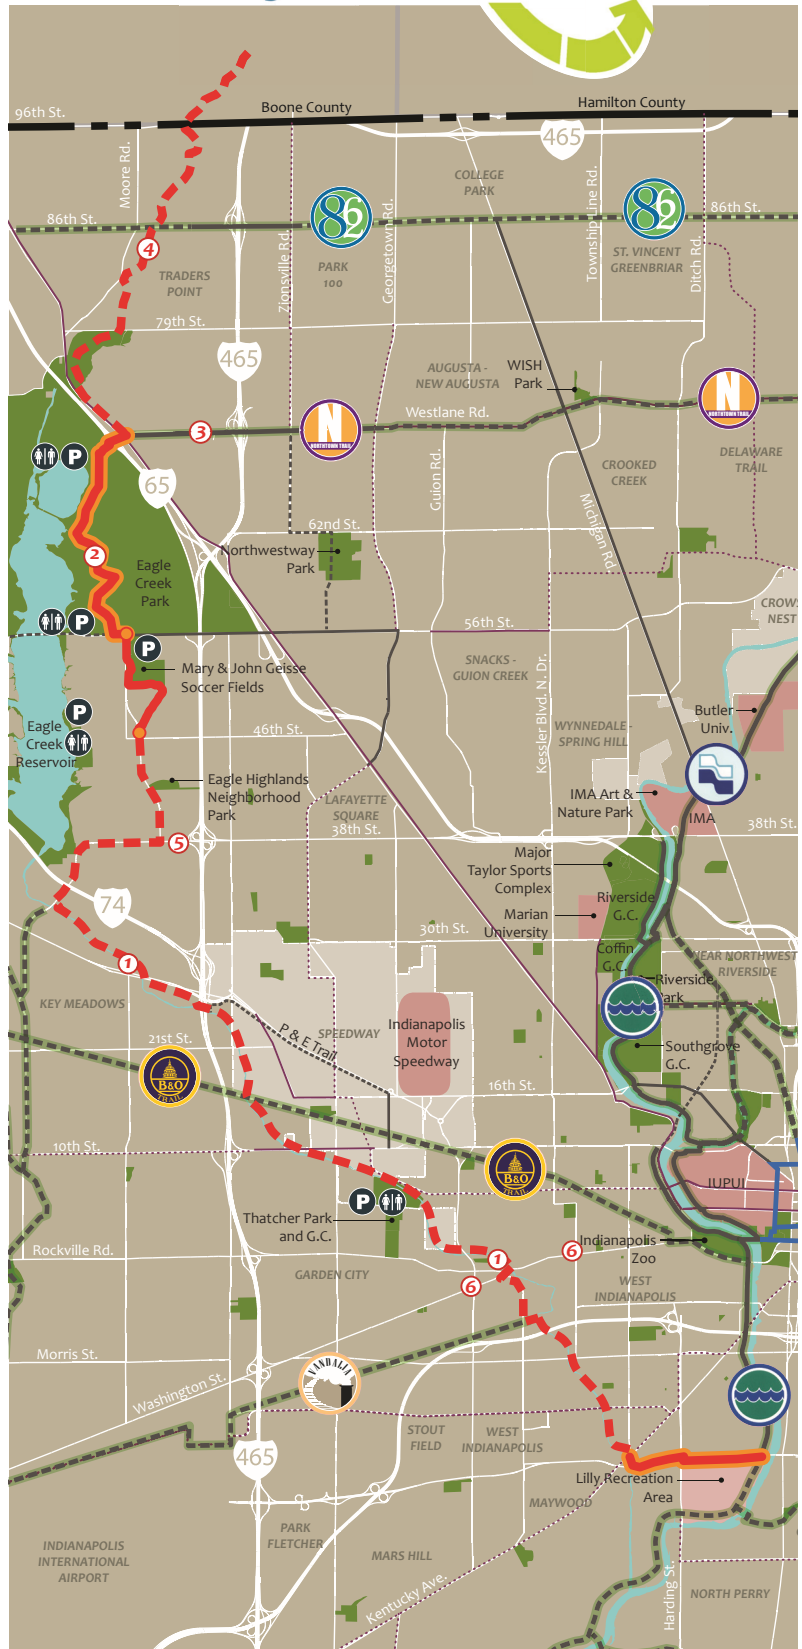 96th St.
Boone County
Hamilton County
465
Moore Rd.
COLLEGE
PARK
Township Line Rd.
86th St.
86
Georgetown Rd.
86
86th St.
4
Zionsville Rd.
PARK
100
ST. VINCENT
GREENBRIAR
Ditch Rd.
TRADERS
POINT
79th St.
465
AUGUSTA -
NEW AUGUSTA
WISH
Park
N
NORTHTOWN TRAIL
Westlane Rd.
N
NORTHTOWN TRAIL
3
P
65
Guion Rd.
CROOKED
CREEK
DELAWARE
TRAIL
62nd St.
Michigan Rd.
2
Eagle
Creek
Park
Northwestway
Park
P
56th St.
CROWS
NEST
P
Mary & John Geisse
Soccer Fields
SNACKS -
GUION CREEK
Kessler Blvd. N. Dr.
P
Eagle
Creek
Reservoir
46th St.
WYNNEDALE -
SPRING HILL
Butler
Univ.
Eagle Highlands
Neighborhood
Park
LAFAYETTE
SQUARE
IMA Art &
Nature Park
IMA
38th St.
38th St.
5
Major
Taylor Sports
Complex
Riverside
G.C.
74
Marian
University
30th St.
Coffin
G.C.
NEAR NORTHWEST
RIVERSIDE
1
Riverside
Park
KEY MEADOWS
21st St.
P & E Trail
SPEEDWAY
Indianapolis
Motor
Speedway
Southgrove
G.C.
B&O
TRAIL
16th St.
10th St.
B&O
TRAIL
IUPUI
P
Thatcher Park
and G.C.
Rockville Rd.
1
6
Indianapolis
Zoo
GARDEN CITY
6
WEST
INDIANAPOLIS
Morris St.
VANDALIA
Washington St.
STOUT
FIELD
WEST
INDIANAPOLIS
465
Lilly Recreation
Area
MAYWOOD
PARK
FLETCHER
INDIANAPOLIS
INTERNATIONAL
AIRPORT
MARS HILL
Kentucky Ave.
Harding St.
NORTH PERRY